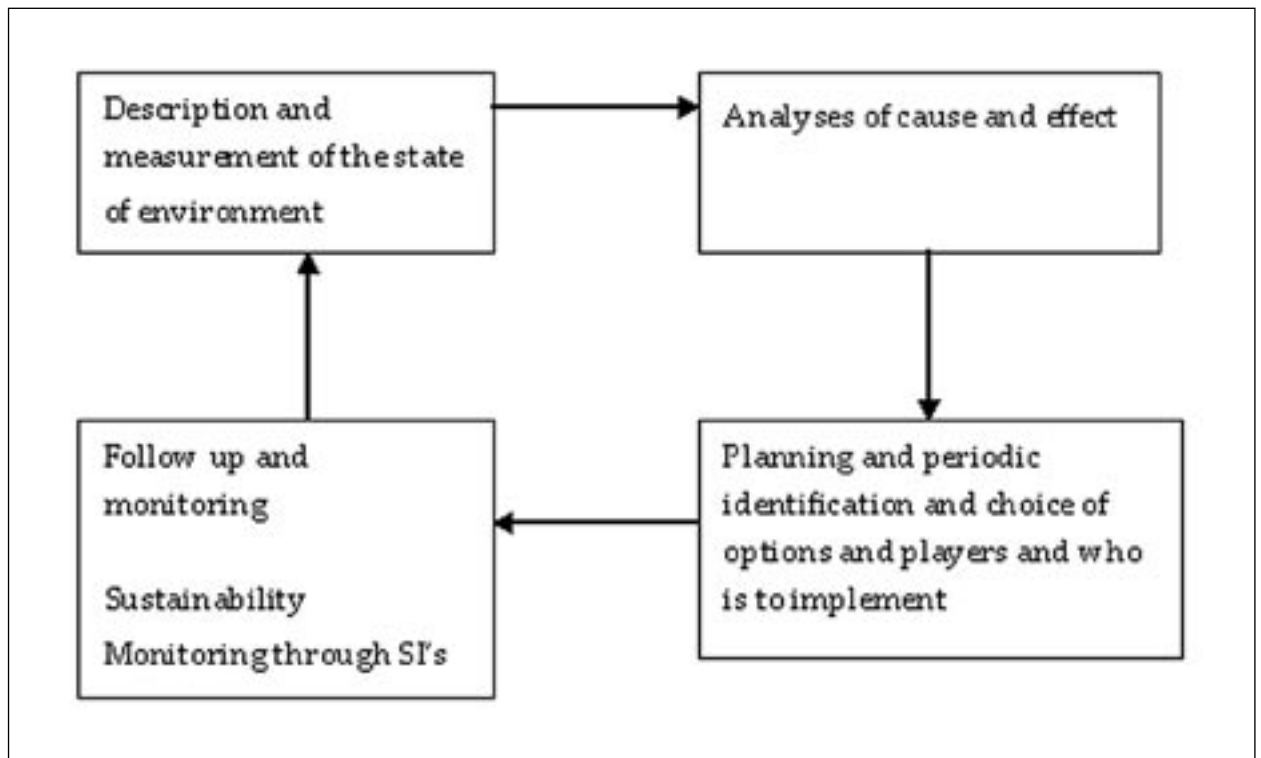 Description and
measurement of the state
of environment
Analyses of cause and effect
Follow up and
monitoring
Sustainability
Monitoring through SI's
Planning and periodic
identification and choice of
options and players and who
is to implement